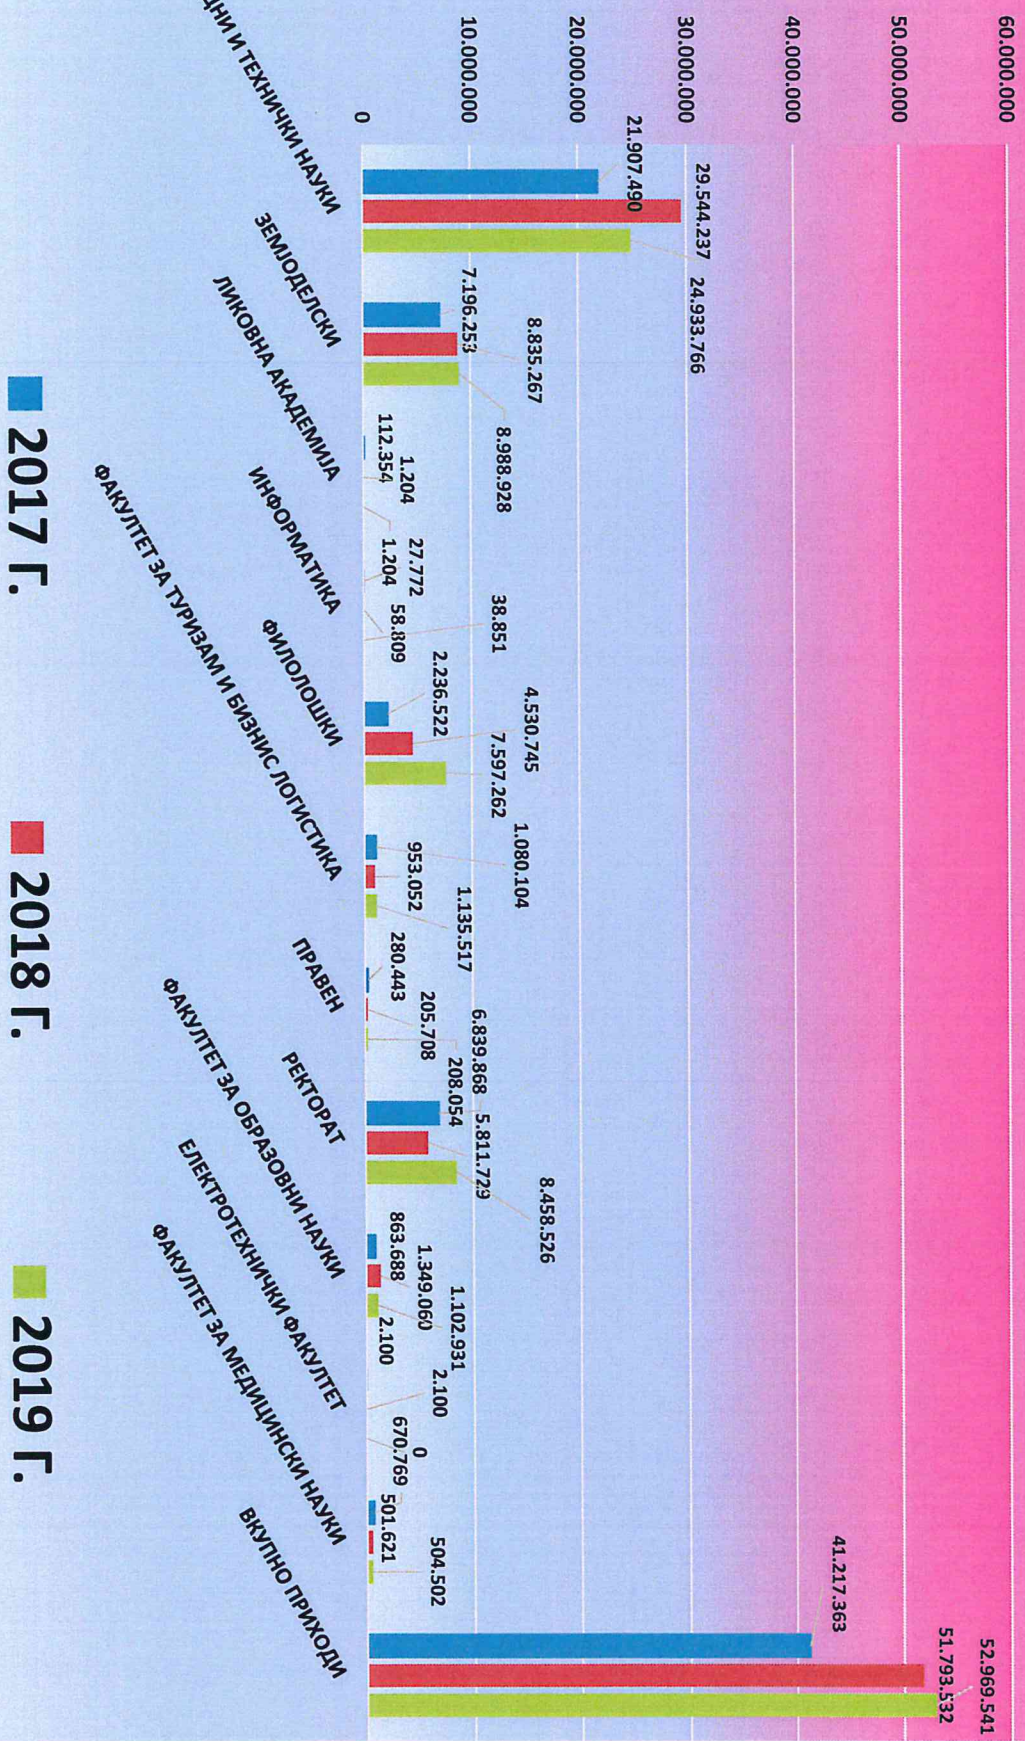 60.000.000
50.000.000
40.000.000
30.000.000
20.000.000
10.000.000
0
21.907.490
29.544.237
24.933.766
7.196.253
8.835.267
8.988.928
112.354
1.204
1.204
27.772
58.809
38.851
2.236.522
4.530.745
7.597.262
1.080.104
953.052
1.135.517
280.443
205.708
208.054
6.839.868
5.811.729
8.458.526
863.688
1.349.060
1.102.931
2.100
2.100
0
670.769
501.621
504.502
41.217.363
51.793.532
52.969.541
И ТЕХНИЧКИ НАУКИ
ЗЕМЈОДЕЛСКИ
ЛИКОВНА АКАДЕМИЈА
ИНФОРМАТИКА
ФИЛОЛОШКИ
ФАКУЛТЕТ ЗА ТУРИЗАМ И БИЗНИС ЛОГИСТИКА
ПРАВЕН
РЕКТОРАТ
ФАКУЛТЕТ ЗА ОБРАЗОВНИ НАУКИ
ЕЛЕКТРОТЕХНИЧКИ ФАКУЛТЕТ
ФАКУЛТЕТ ЗА МЕДИЦИНСКИ НАУКИ
ВКУПНО ПРИХОДИ
2017 Г.
2018 Г.
2019 Г.